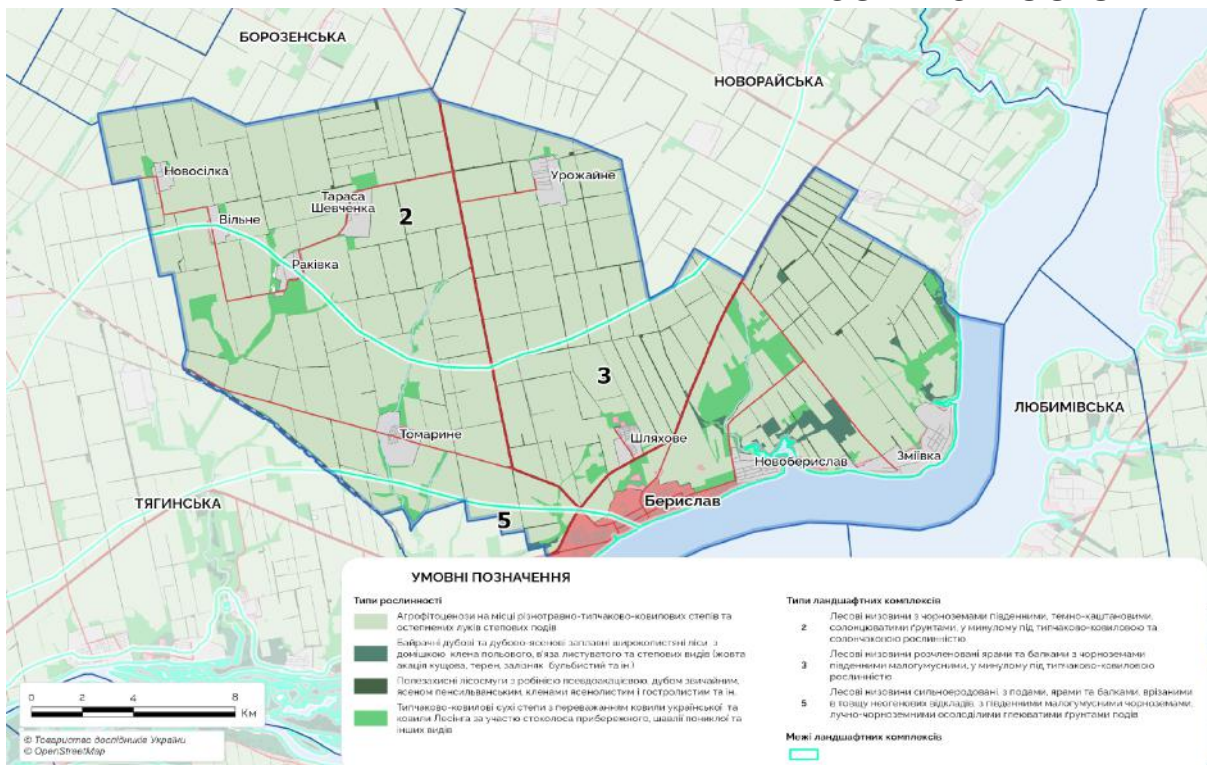 БОРОЗЕНСЬКА
НОВОРАЙСЬКА
Новосілка
Урожайне
Тараса
Шевченка
2
Вільне
Раківка
3
ЛЮБИМІВСЬКА
Томарине
Шляхове
Новоберислав
Зміївка
ТЯГИНСЬКА
5
Берислав
УМОВНІ ПОЗНАЧЕННЯ
Типи рослинності
Агрофітоценози на місці різнотравно-типчаково-ковилових степів та
остепнених луків степових подів
Байрачні дубові та дубово-ясенові заплавні широколистяні ліси з
домішкою клена польового, в'яза листуватого та степових видів (жовта
акація кущова, терен, залізняк бульбистий та ін.)
Полезахисні лісосмуги з робінією псевдоакацією, дубом звичайним,
ясеном пенсильванським, кленами ясенолистим і гостролистим та ін.
Типчаково-ковилові сухі степи з переважанням ковили української та
ковили Лесінга за участю стоколоса прибережного, шавлії пониклої та
інших видів
Типи ландшафтних комплексів
2 Лесові низовини з чорноземами південними, темно-каштановими,
солонцюватими ґрунтами, у минулому під типчаково-ковиловою та
солончаковою рослинністю
3 Лесові низовини розчленовані ярами та балками з чорноземами
південними малогумусними, у минулому під типчаково-ковиловою
рослинністю
5 Лесові низовини сильноеродовані, з подами, ярами та балками, врізаними
в товщу неогенових відкладів, з південними малогумусними чорноземами,
лучно-чорноземними осолоділими глеюватими ґрунтами подів
Межі ландшафтних комплексів
0 2 4 8
Км
© Товариство дослідників України
© OpenStreetMap